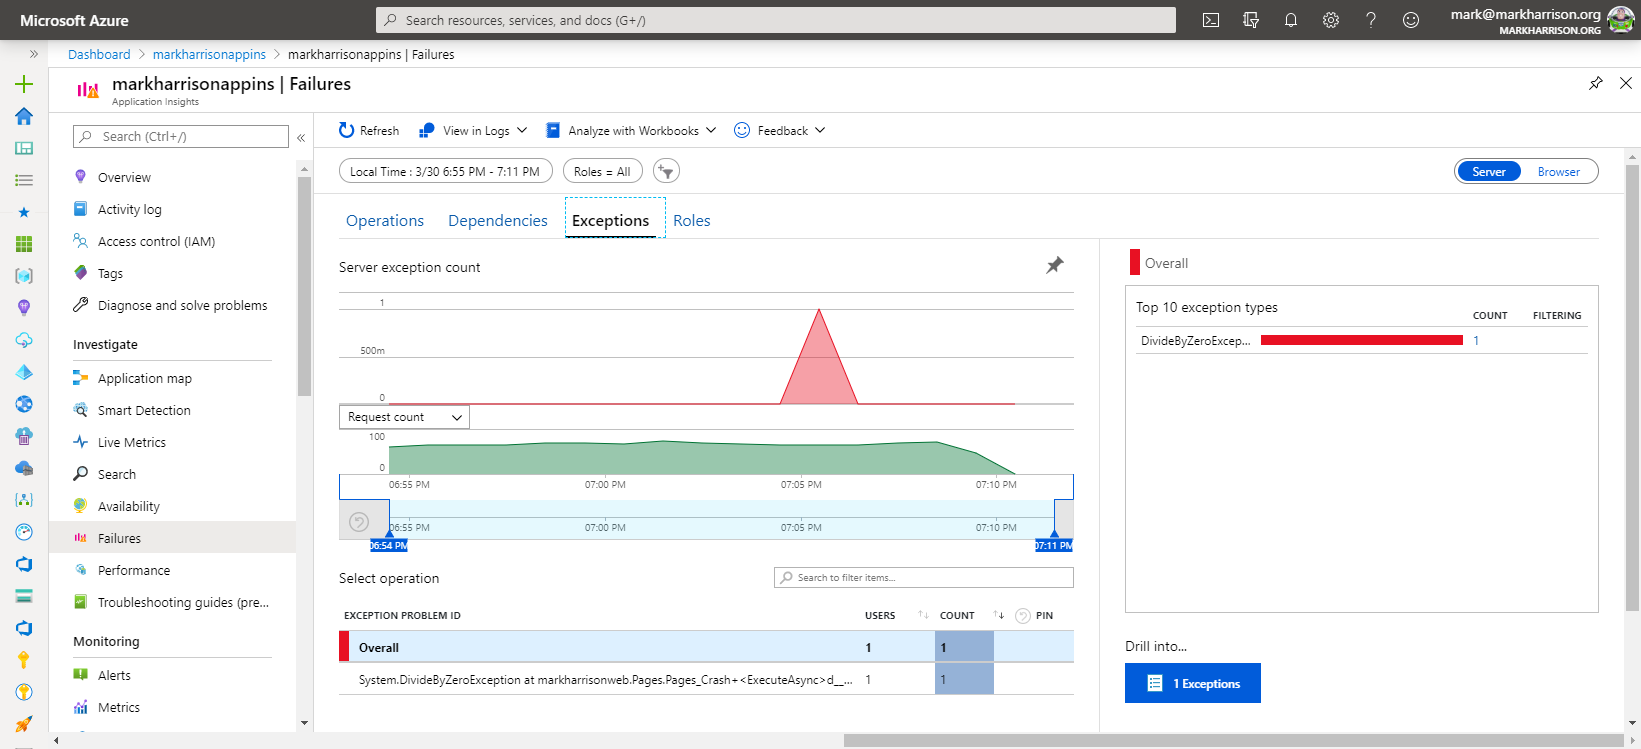 Microsoft Azure
Search resources, services, and docs (G+/)
mark@markharrison.org
MARKHARRISON.ORG
Dashboard > markharrisonappins > markharrisonappins | Failures
markharrisonappins | Failures
Application Insights
Search (Ctrl+/)
Overview
Activity log
Access control (IAM)
Tags
Diagnose and solve problems
Investigate
Application map
Smart Detection
Live Metrics
Search
Availability
Failures
Performance
Troubleshooting guides (pre...
Monitoring
Alerts
Metrics
Refresh
View in Logs
Analyze with Workbooks
Feedback
Local Time : 3/30 6:55 PM - 7:11 PM
Roles = All
Server
Browser
Operations
Dependencies
Exceptions
Roles
Server exception count
1
500m
0
Request count
100
0
06:55 PM
07:00 PM
07:05 PM
07:10 PM
06:55 PM
07:00 PM
07:05 PM
07:10 PM
06:54 PM
07:11 PM
Select operation
Search to filter items...
EXCEPTION PROBLEM ID USERS COUNT PIN
Overall 1 1
System.DivideByZeroException at markharrisonweb.Pages.Pages_Crash+<ExecuteAsync>d__... 1 1
Overall
Top 10 exception types
COUNT FILTERING
DivideByZeroExcep... 1
Drill into...
1 Exceptions